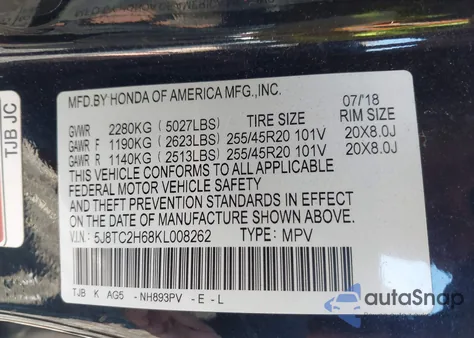 MFD.BY HONDA OF AMERICA MFG.,INC.
07/'18
GVWR 2280KG (5027LBS) TIRE SIZE RIM SIZE
GAWR F 1190KG (2623LBS) 255/45R20 101V 20X8.0J
GAWR R 1140KG (2513LBS) 255/45R20 101V 20X8.0J
THIS VEHICLE CONFORMS TO ALL APPLICABLE
FEDERAL MOTOR VEHICLE SAFETY
AND THEFT PREVENTION STANDARDS IN EFFECT
ON THE DATE OF MANUFACTURE SHOWN ABOVE.
V.I.N: 5J8TC2H68KL008262 TYPE: MPV
TJB K AG5 - NH893PV - E - L
TJB JC
autoSnap